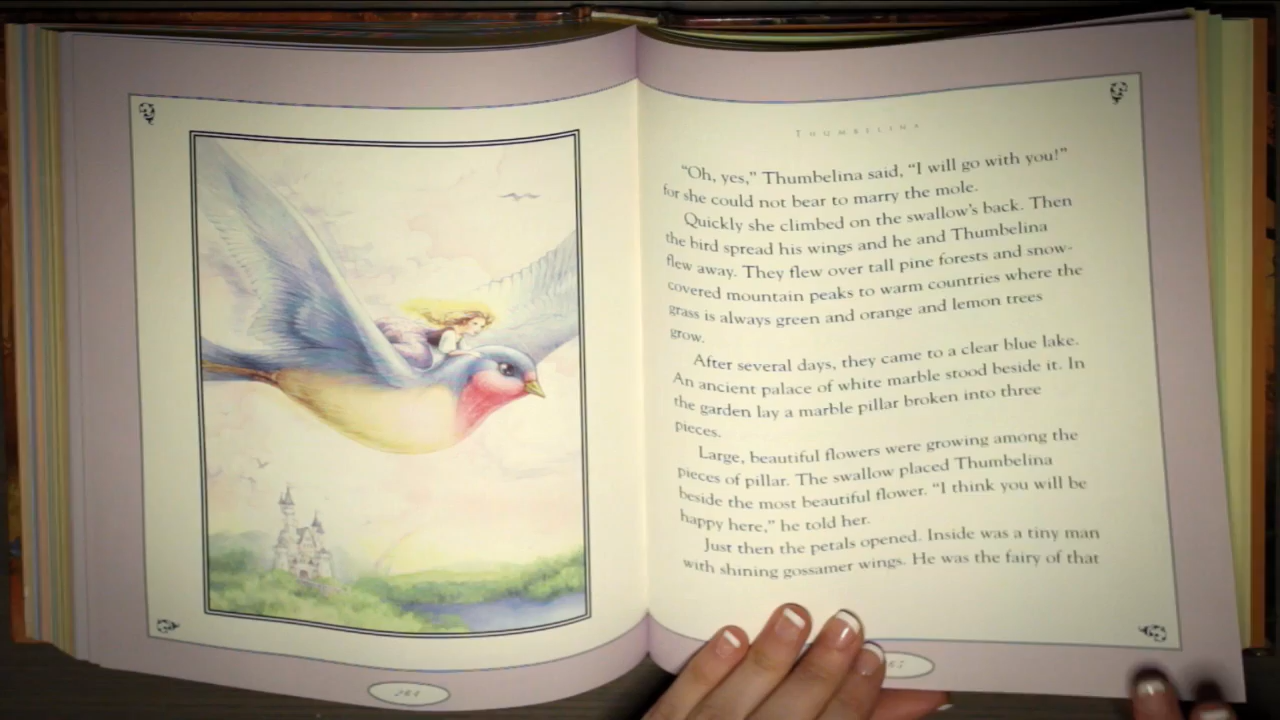 THUMBELINA
"Oh, yes," Thumbelina said, "I will go with you!"
for she could not bear to marry the mole.
Quickly she climbed on the swallow's back. Then
the bird spread his wings and he and Thumbelina
flew away. They flew over tall pine forests and snow-
covered mountain peaks to warm countries where the
grass is always green and orange and lemon trees
grow.
After several days, they came to a clear blue lake.
An ancient palace of white marble stood beside it. In
the garden lay a marble pillar broken into three
pieces.
Large, beautiful flowers were growing among the
pieces of pillar. The swallow placed Thumbelina
beside the most beautiful flower. "I think you will be
happy here," he told her.
Just then the petals opened. Inside was a tiny man
with shining gossamer wings. He was the fairy of that